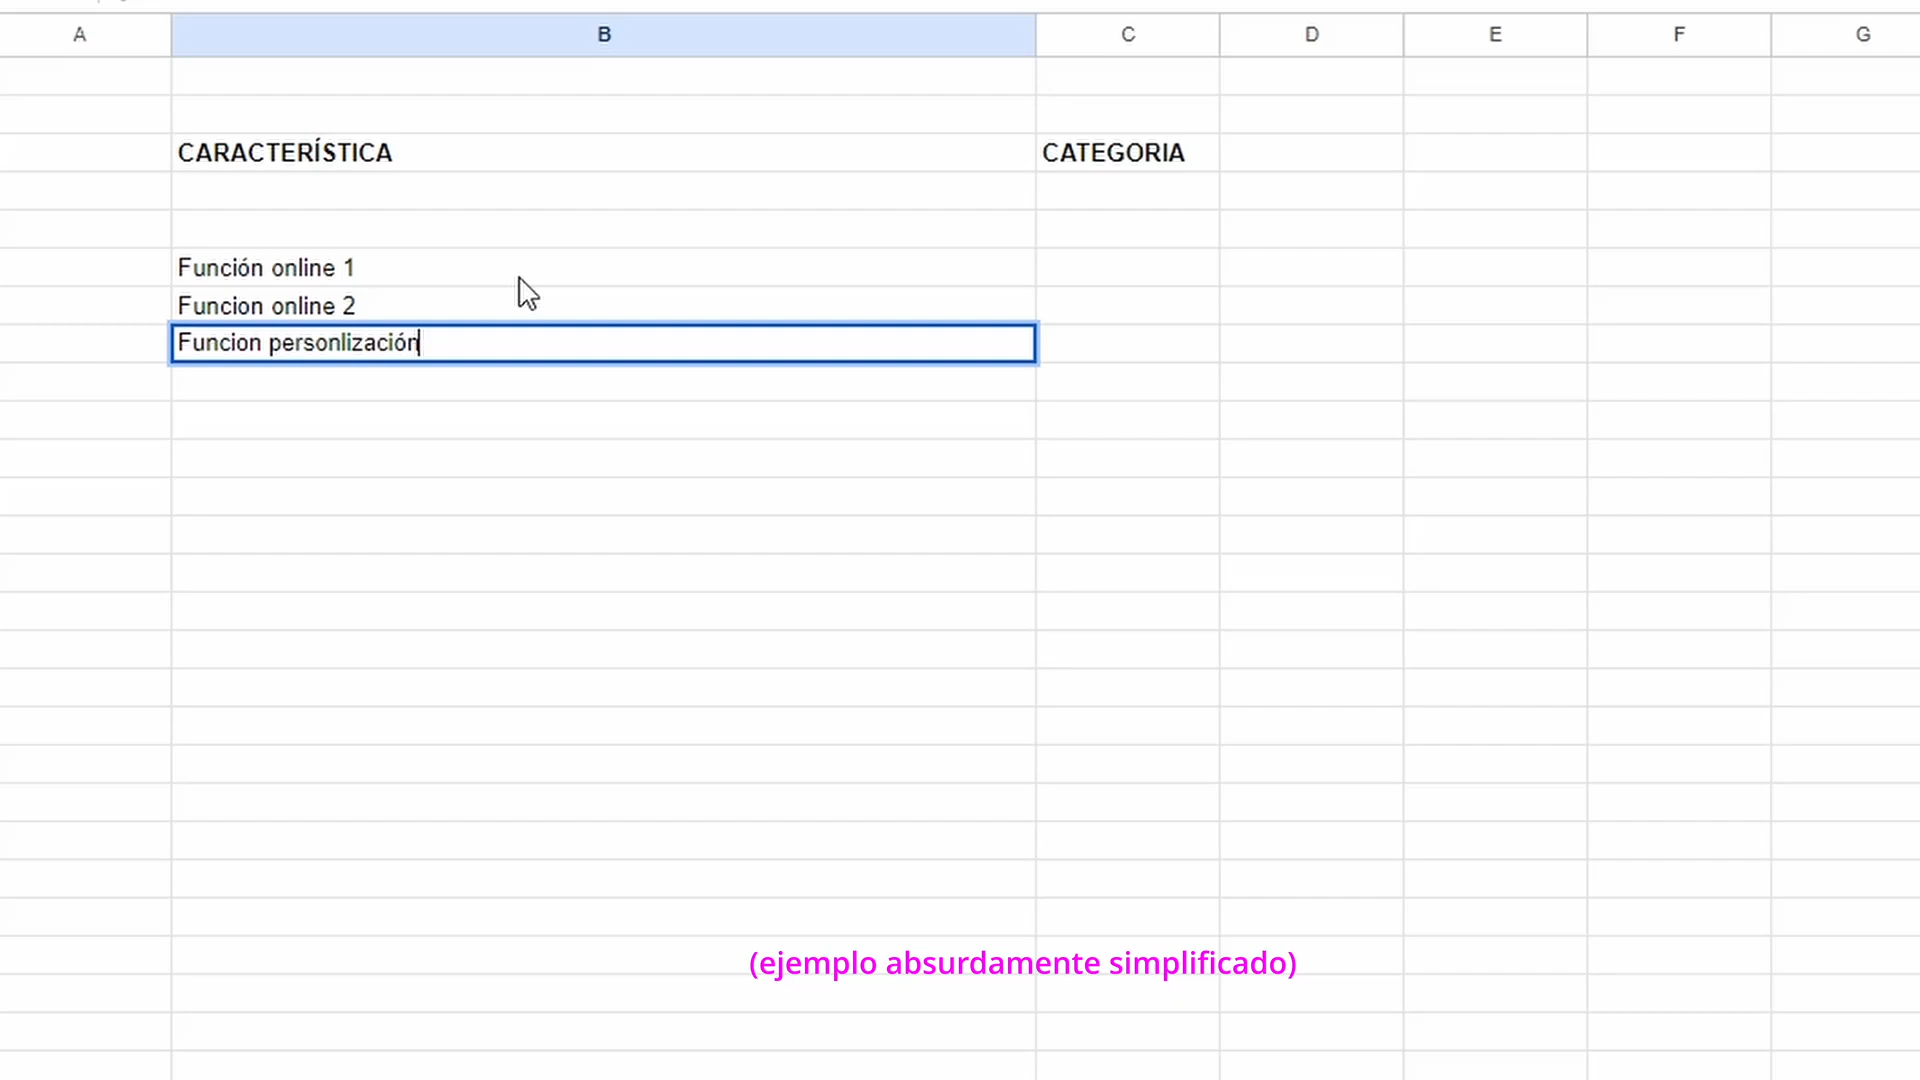 A B C D E F G
CARACTERÍSTICA CATEGORIA
Función online 1
Funcion online 2
Funcion personlización
(ejemplo absurdamente simplificado)